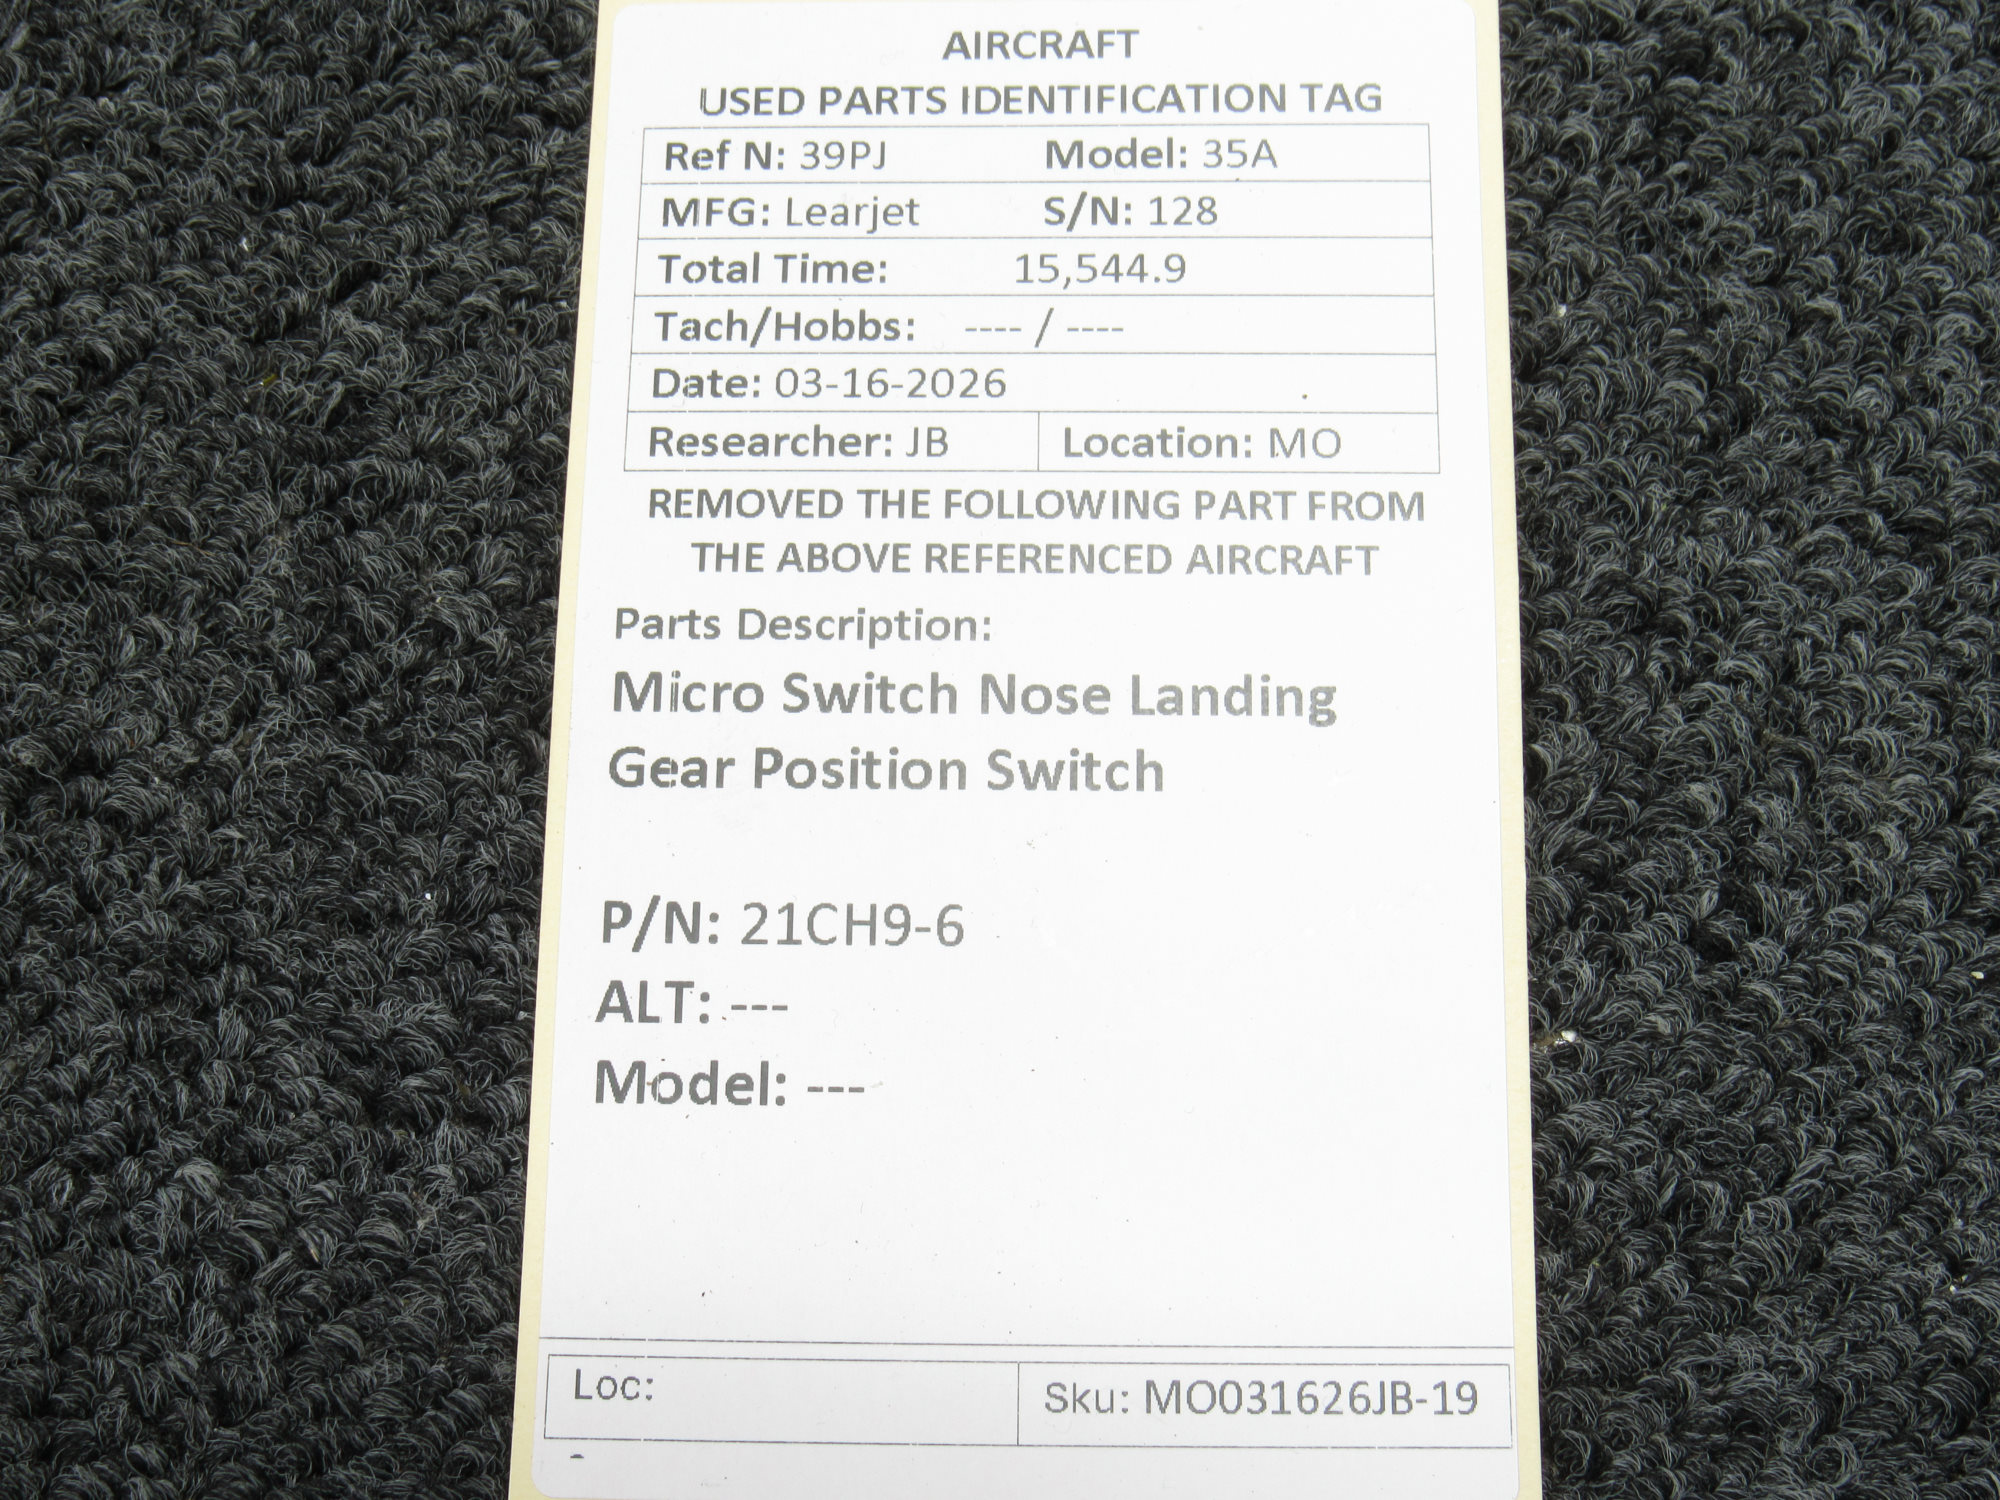 AIRCRAFT
USED PARTS IDENTIFICATION TAG
Ref N: 39PJ Model: 35A
MFG: Learjet S/N: 128
Total Time: 15,544.9
Tach/Hobbs: ---- / ----
Date: 03-16-2026
Researcher: JB Location: MO
REMOVED THE FOLLOWING PART FROM
THE ABOVE REFERENCED AIRCRAFT
Parts Description:
Micro Switch Nose Landing
Gear Position Switch
P/N: 21CH9-6
ALT: ---
Model: ---
Loc: Sku: MO031626JB-19